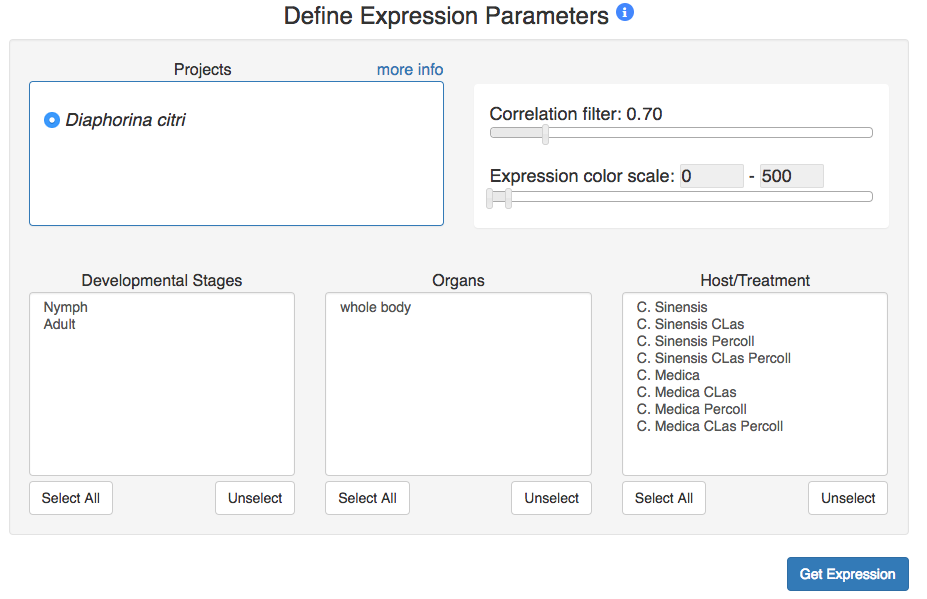 Define Expression Parameters i
Projects more info
Diaphorina citri
Correlation filter: 0.70
Expression color scale: 0 - 500
Developmental Stages
Nymph
Adult
Select All Unselect
Organs
whole body
Select All Unselect
Host/Treatment
C. Sinensis
C. Sinensis CLas
C. Sinensis Percoll
C. Sinensis CLas Percoll
C. Medica
C. Medica CLas
C. Medica Percoll
C. Medica CLas Percoll
Select All Unselect
Get Expression